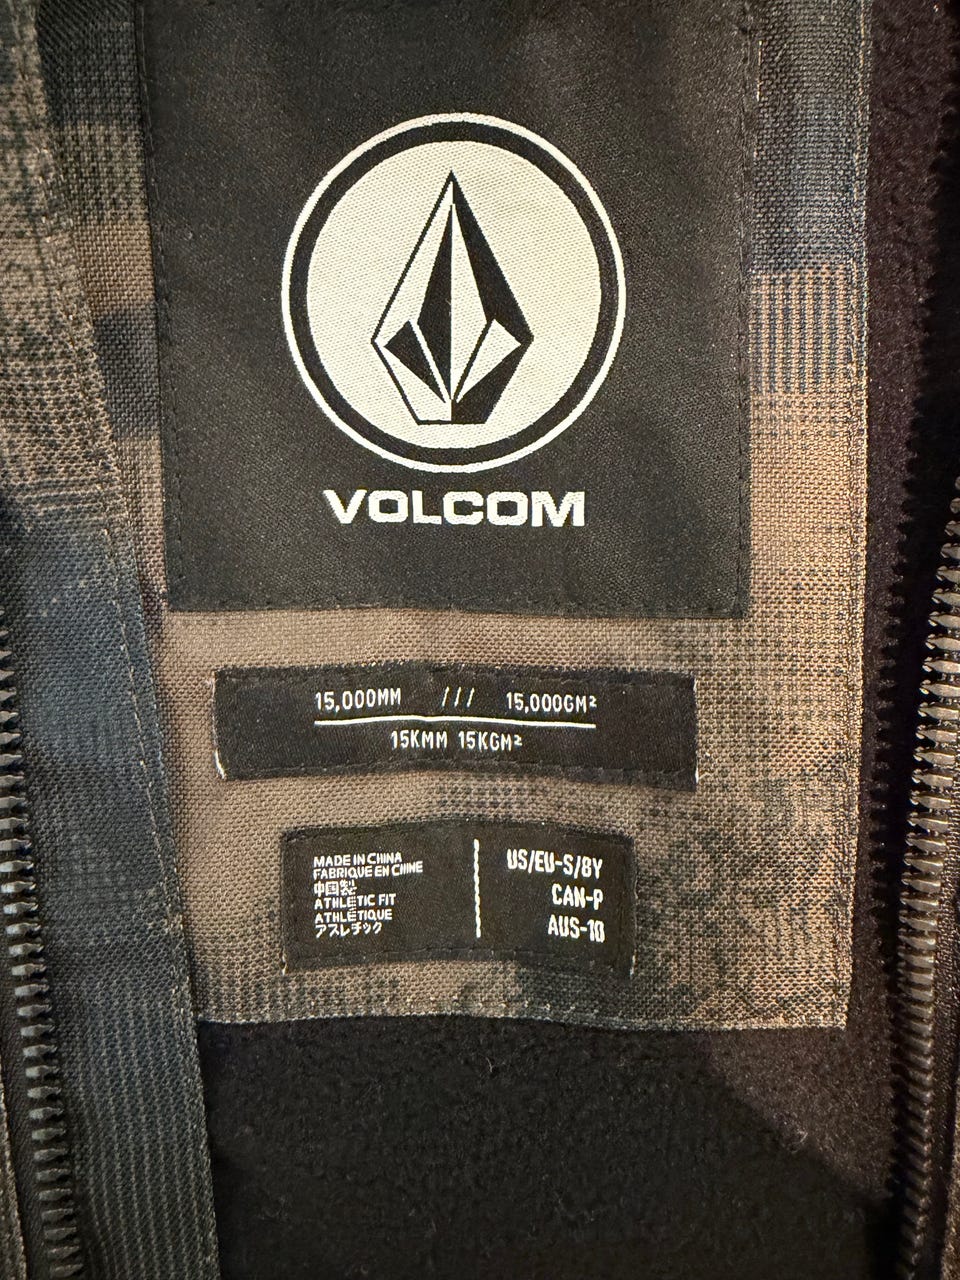 VOLCOM
15,000MM /// 15,000GM²
15KMM 15KGM²
MADE IN CHINA
FABRIQUE EN CHINE
中国製
ATHLETIC FIT
ATHLÉTIQUE
アスレチック
US/EU-S/8Y
CAN-P
AUS-10